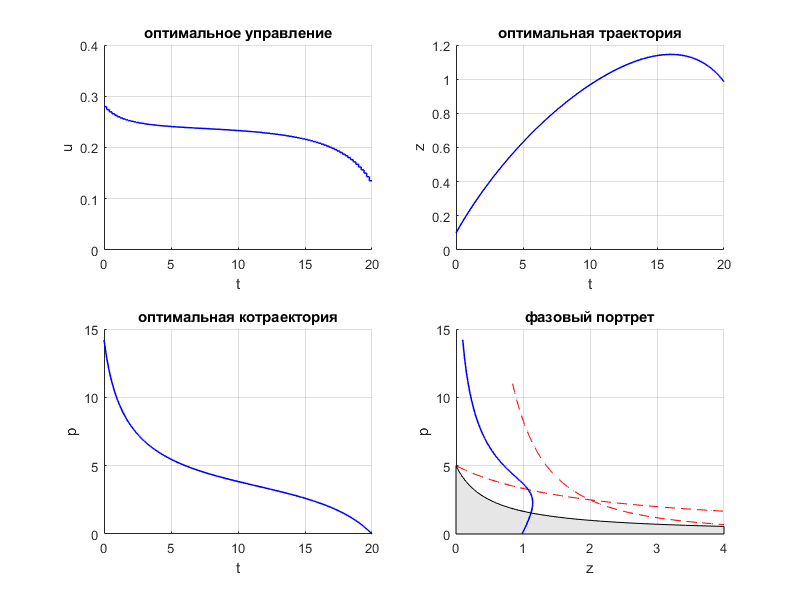 оптимальное управление
0.4
0.3
0.2
0.1
0
u
0 5 10 15 20
t
оптимальная траектория
1.2
1
0.8
0.6
0.4
0.2
0
z
0 5 10 15 20
t
оптимальная котраектория
15
10
5
0
p
0 5 10 15 20
t
фазовый портрет
15
10
5
0
p
0 1 2 3 4
z